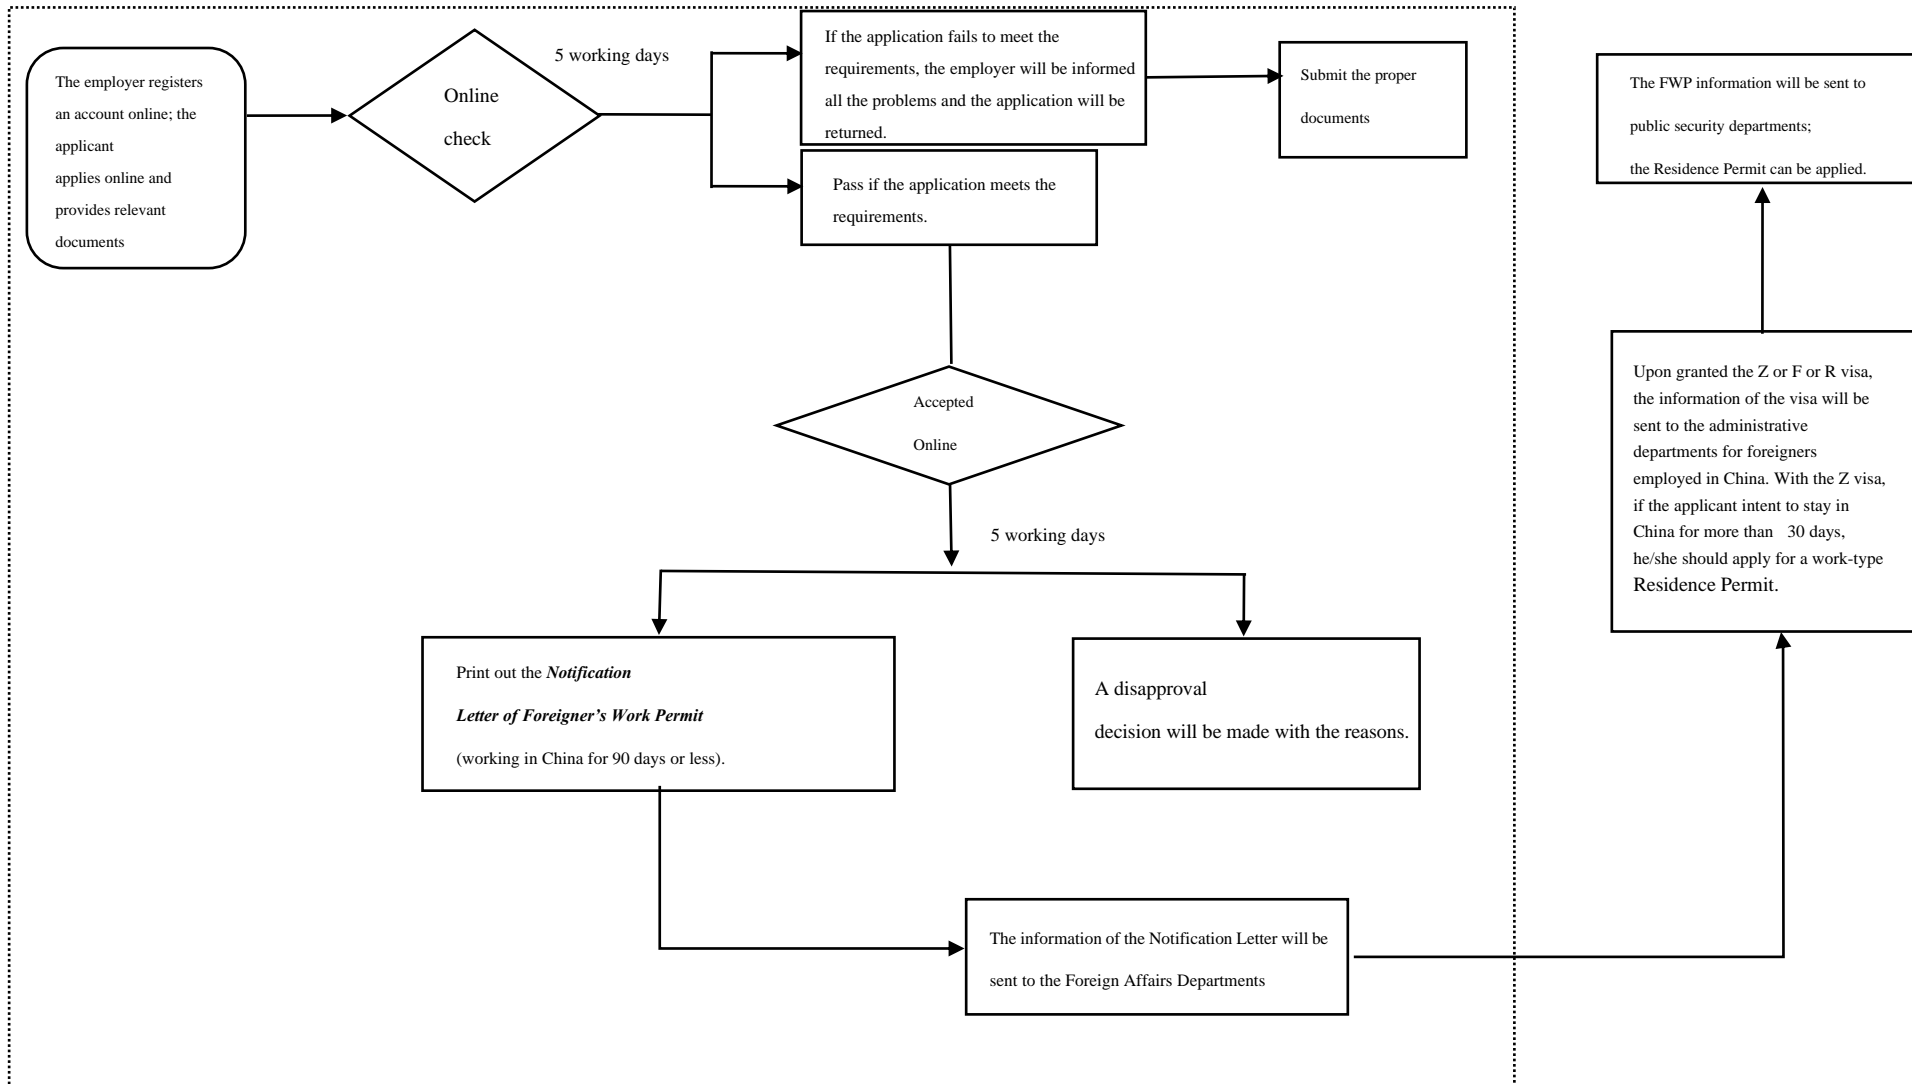 The employer registers
an account online; the
applicant
applies online and
provides relevant
documents
Online
check
5 working days
If the application fails to meet the
requirements, the employer will be informed
all the problems and the application will be
returned.
Submit the proper
documents
Pass if the application meets the
requirements.
Accepted
Online
5 working days
Print out the Notification
Letter of Foreigner’s Work Permit
(working in China for 90 days or less).
A disapproval
decision will be made with the reasons.
The information of the Notification Letter will be
sent to the Foreign Affairs Departments
Upon granted the Z or F or R visa,
the information of the visa will be
sent to the administrative
departments for foreigners
employed in China. With the Z visa,
if the applicant intent to stay in
China for more than 30 days,
he/she should apply for a work-type
Residence Permit.
The FWP information will be sent to
public security departments;
the Residence Permit can be applied.